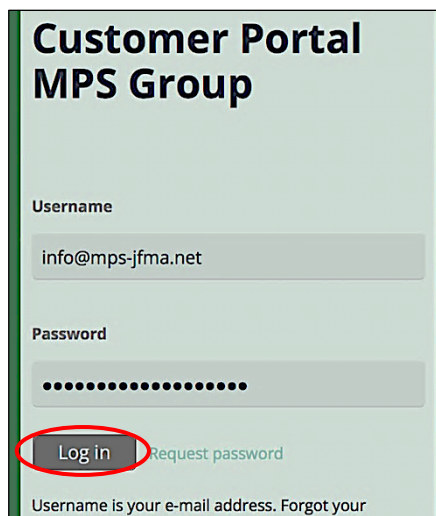 Customer Portal
MPS Group
Username
info@mps-jfma.net
Password
●●●●●●●●●●●●●●●●●●●
Log in
Request password
Username is your e-mail address. Forgot your